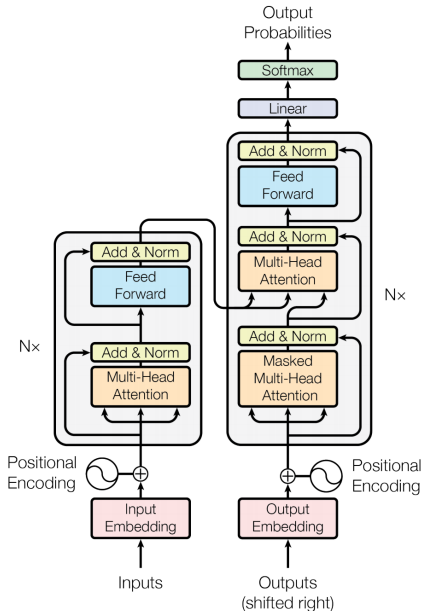 Output
Probabilities
Softmax
Linear
Add & Norm
Feed
Forward
Add & Norm
Multi-Head
Attention
Add & Norm
Masked
Multi-Head
Attention
N×
Positional
Encoding
Output
Embedding
Outputs
(shifted right)
Add & Norm
Feed
Forward
Add & Norm
Multi-Head
Attention
N×
Positional
Encoding
Input
Embedding
Inputs